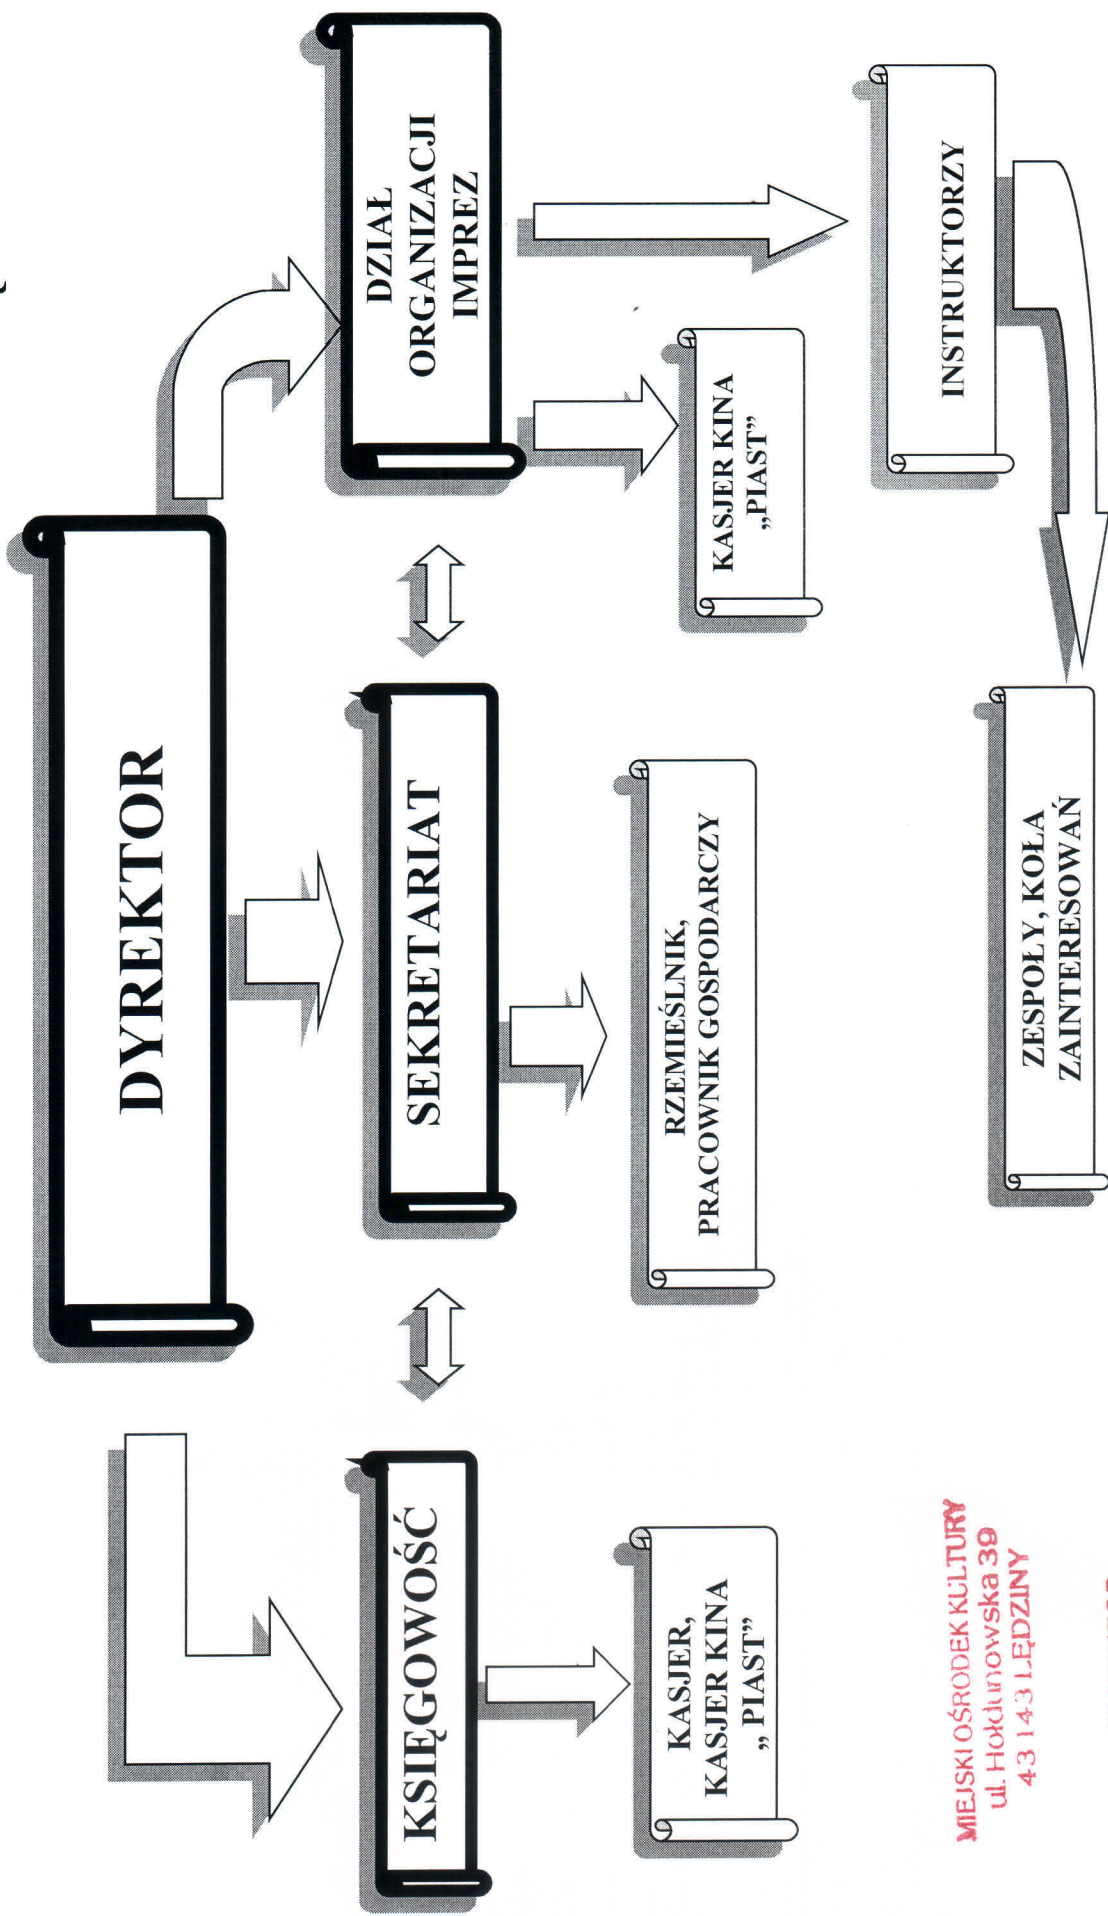 DYREKTOR
KSIĘGOWOŚĆ
SEKRETARIAT
DZIAŁ
ORGANIZACJI
IMPREZ
KASJER,
KASJER KINA
„ PIAST”
RZEMIEŚLNIK,
PRACOWNIK GOSPODARCZY
KASJER KINA
„PIAST”
INSTRUKTORZY
ZESPOŁY, KOŁA
ZAINTERESOWAŃ
MIEJSKI OŚRODEK KULTURY
ul. Hołdunowska 39
43 143 LĘDZINY